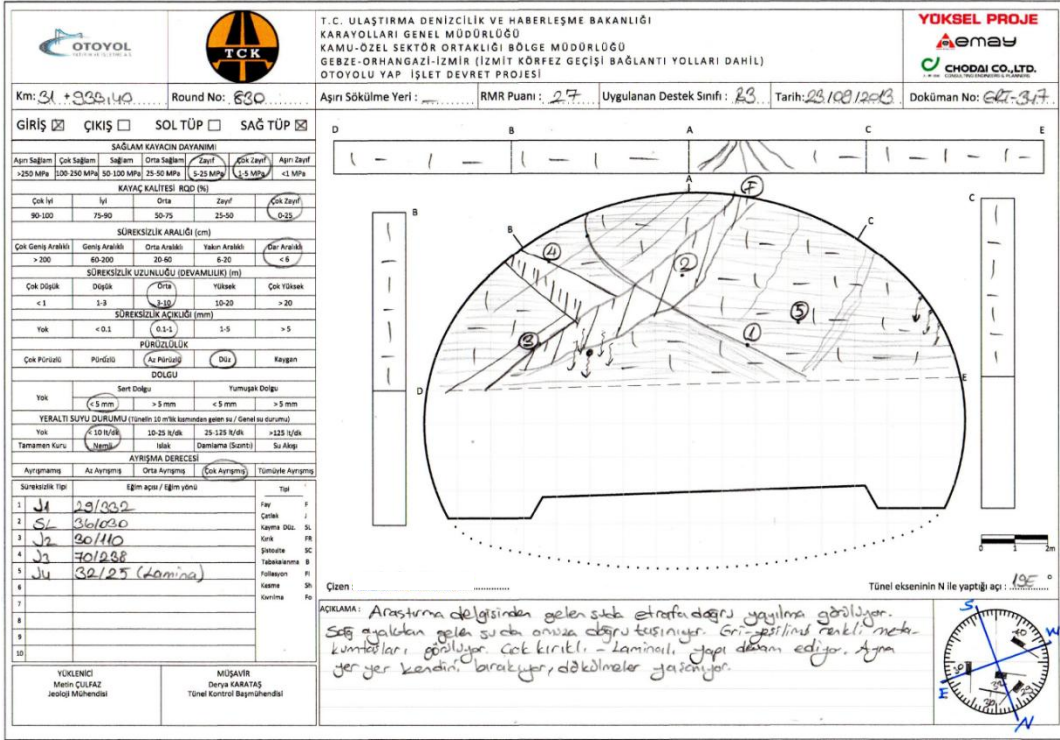 OTOYOL
TCK
T.C. ULAŞTIRMA DENİZCİLİK VE HABERLEŞME BAKANLIĞI
KARAYOLLARI GENEL MÜDÜRLÜĞÜ
KAMU-ÖZEL SEKTÖR ORTAKLIĞI BÖLGE MÜDÜRLÜĞÜ
GEBZE-ORHANGAZİ-İZMİR (İZMİT KÖRFEZ GEÇİŞİ BAĞLANTI YOLLARI DAHİL)
OTOYOLU YAP İŞLET DEVRET PROJESİ
YÜKSEL PROJE
emay
CHODAI CO.,LTD.
Km: 31 + 933,40 Round No: 630 Aşırı Sökülme Yeri : — RMR Puanı : 27 Uygulanan Destek Sınıfı : R3 Tarih: 23/08/2013 Doküman No: GRT-347
GİRİŞ ☒ ÇIKIŞ ☐ SOL TÜP ☐ SAĞ TÜP ☒
SAĞLAM KAYACIN DAYANIMI
Aşırı Sağlam Çok Sağlam Sağlam Orta Sağlam Zayıf Çok Zayıf Aşırı Zayıf
>250 MPa 100-250 MPa 50-100 MPa 25-50 MPa 5-25 MPa 1-5 MPa <1 MPa
KAYAÇ KALİTESİ RQD (%)
Çok İyi İyi Orta Zayıf Çok Zayıf
90-100 75-90 50-75 25-50 0-25
SÜREKSİZLİK ARALIĞI (cm)
Çok Geniş Aralıklı Geniş Aralıklı Orta Aralıklı Yakın Aralıklı Dar Aralıklı
> 200 60-200 20-60 6-20 < 6
SÜREKSİZLİK UZUNLUĞU (DEVAMLILIK) (m)
Çok Düşük Düşük Orta Yüksek Çok Yüksek
< 1 1-3 3-10 10-20 > 20
SÜREKSİZLİK AÇIKLIĞI (mm)
Yok < 0.1 0.1-1 1-5 > 5
PÜRÜZLÜLÜK
Çok Pürüzlü Pürüzlü Az Pürüzlü Düz Kaygan
DOLGU
Yok Sert Dolgu Yumuşak Dolgu
< 5 mm > 5 mm < 5 mm > 5 mm
YERALTI SUYU DURUMU (Tünelin 10 m'lik kısmından gelen su / Genel su durumu)
Yok < 10 lt/dk 10-25 lt/dk 25-125 lt/dk >125 lt/dk
Tamamen Kuru Nemli Islak Damlama (Sızıntı) Su Akışı
AYRIŞMA DERECESİ
Ayrışmamış Az Ayrışmış Orta Ayrışmış Çok Ayrışmış Tümüyle Ayrışmış
Süreksizlik Tipi Eğim açısı / Eğim yönü Tipi
1 J1 29/332
2 SL 36/030
3 J2 30/110
4 J3 70/238
5 J4 32/25 (Lamina)
6
7
8
9
10
Fay F
Çatlak J
Kayma Düz. SL
Kırık FR
Şistosite SC
Tabakalanma B
Foliasyon Fl
Kesme Sh
Kıvrılma Fo
YÜKLENİCİ
Metin ÇULFAZ
Jeoloji Mühendisi
MÜŞAVİR
Derya KARATAŞ
Tünel Kontrol Başmühendisi
D B A C E
B A C
B C
D E
F
4
2
5
3
1
0 1 2m
Çizen :
Tünel ekseninin N ile yaptığı açı : 19E °
AÇIKLAMA : Araştırma delgisinden gelen suda etrafa doğru yayılma görülüyor.
Sağ ayaktan gelen su da omuza doğru taşınıyor. Gri-yeşilimsi renkli meta-
kumtaşları görülüyor. Çok kırıklı, - Laminalı yapı devam ediyor. Ayna
yer yer kendini bırakıyor, dökülmeler yaşanıyor.
S
W
E
N